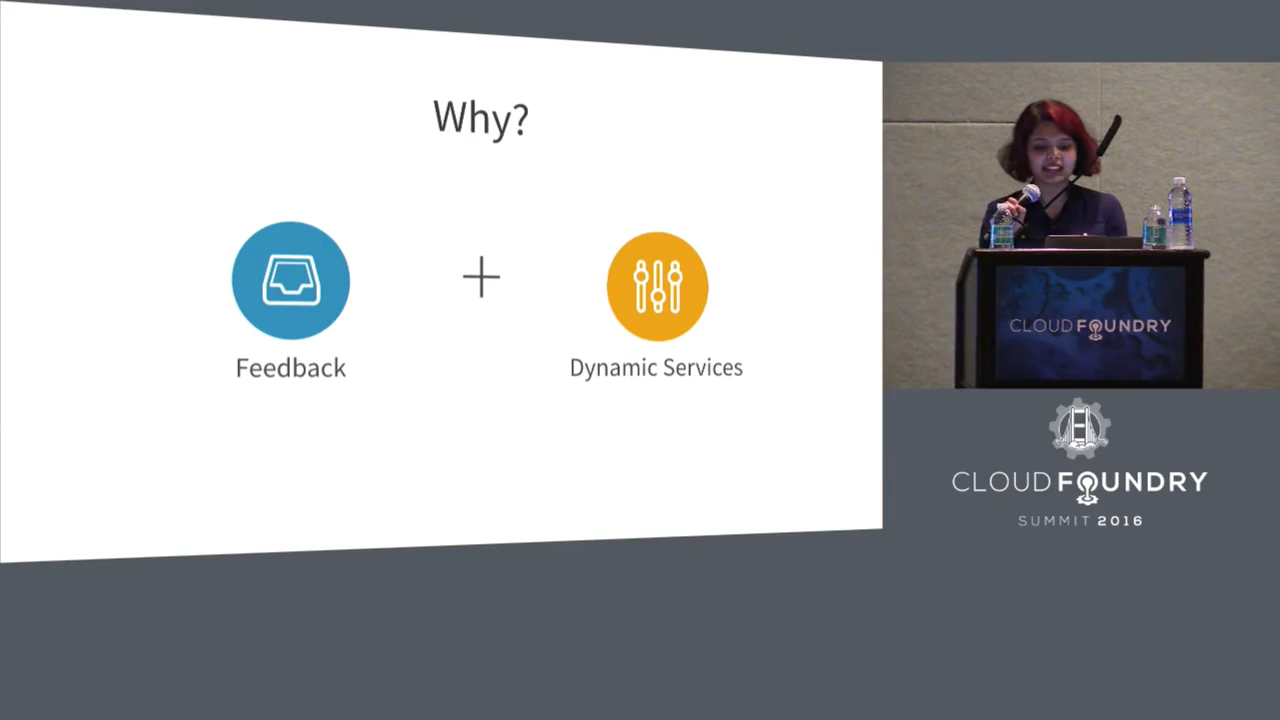 Why?
+
Feedback
Dynamic Services
CLOUD FOUNDRY
CLOUD FOUNDRY
SUMMIT 2016